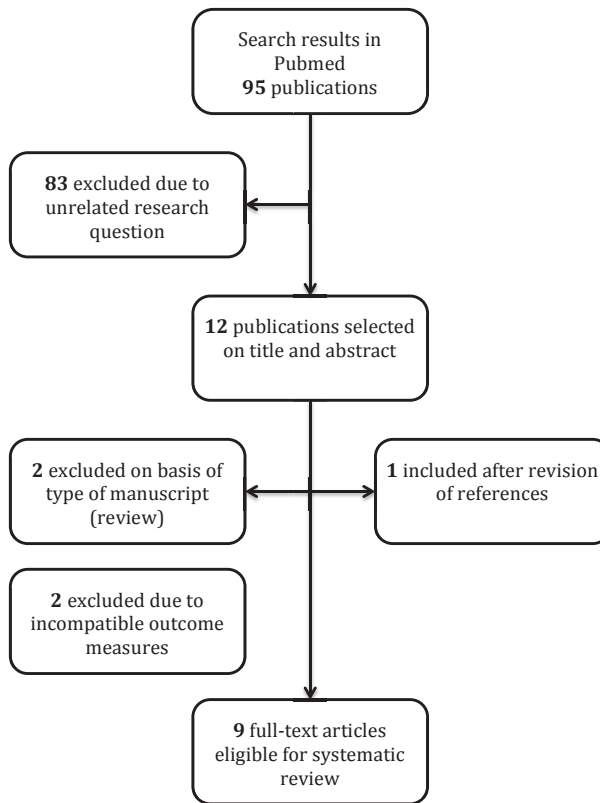 Search results in
Pubmed
95 publications
83 excluded due to
unrelated research
question
12 publications selected
on title and abstract
2 excluded on basis of
type of manuscript
(review)
1 included after revision
of references
2 excluded due to
incompatible outcome
measures
9 full-text articles
eligible for systematic
review